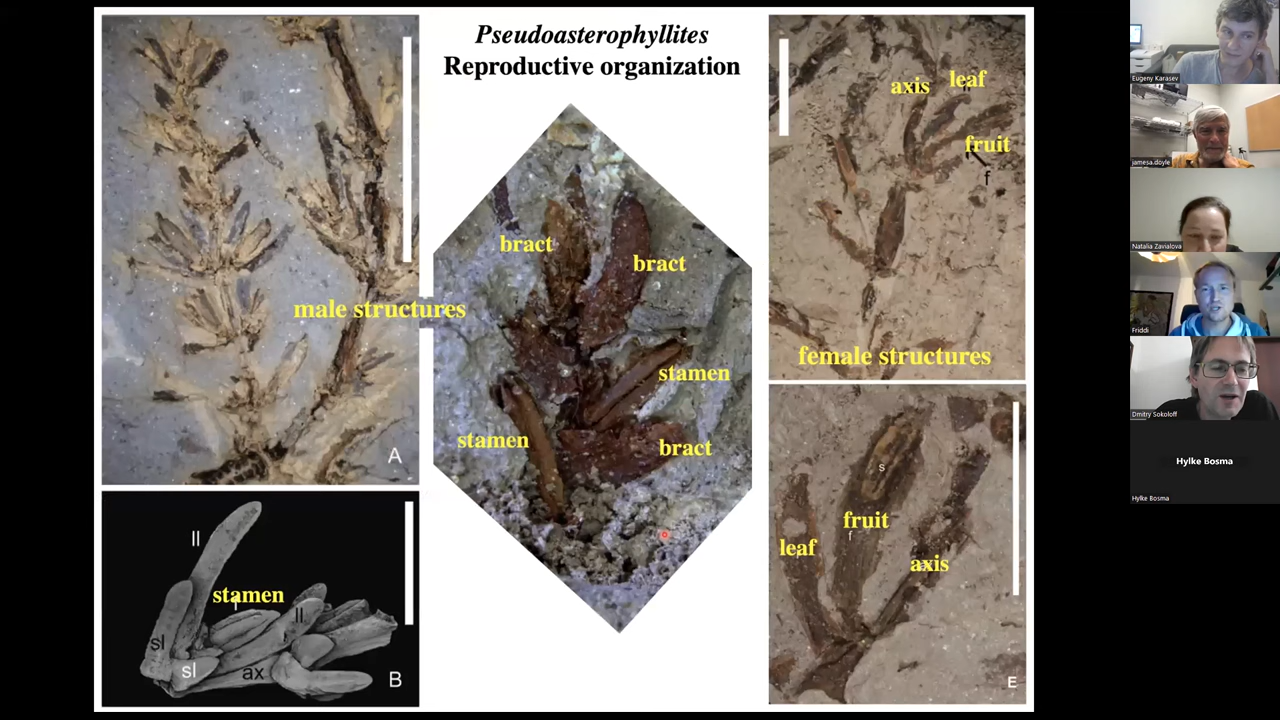 Pseudoasterophyllites
Reproductive organization
male structures
A
ll
stamen
ll
sl
sl
ax
B
bract
bract
stamen
stamen
bract
axis
leaf
fruit
f
female structures
s
fruit
f
leaf
axis
E
Eugeny Karasev
jamesa.doyle
Natalia Zavialova
Friddi
Dmitry Sokoloff
Hylke Bosma
Hylke Bosma